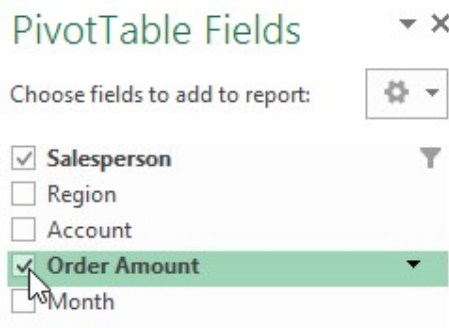 PivotTable Fields
Choose fields to add to report:
Salesperson
Region
Account
Order Amount
Month